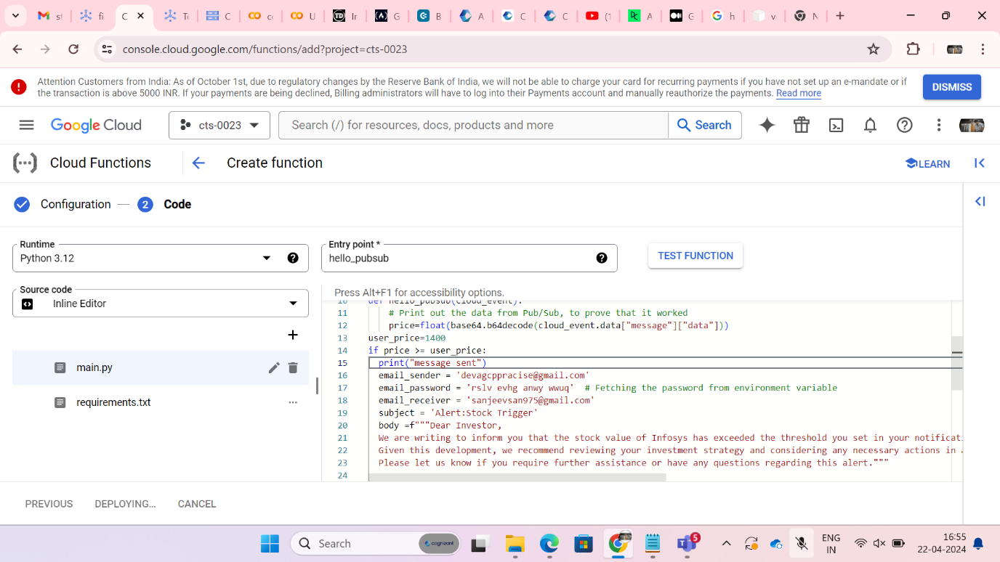 st
fi
C
To
C
co
U
In
G
B
A
C
C
(1
A
G
h
v
N
console.cloud.google.com/functions/add?project=cts-0023
Attention Customers from India: As of October 1st, due to regulatory changes by the Reserve Bank of India, we will not be able to charge your card for recurring payments if you have not set up an e-mandate or if
the transaction is above 5000 INR. If your payments are being declined, Billing administrators will have to log into their Payments account and manually reauthorize the payments. Read more
DISMISS
Google Cloud
cts-0023
Search (/) for resources, docs, products and more
Search
Cloud Functions
Create function
LEARN
Configuration
2 Code
Runtime
Python 3.12
Entry point *
hello_pubsub
TEST FUNCTION
Source code
Inline Editor
main.py
requirements.txt
Press Alt+F1 for accessibility options.
10 def hello_pubsub(cloud_event):
11 # Print out the data from Pub/Sub, to prove that it worked
12 price=float(base64.b64decode(cloud_event.data["message"]["data"]))
13 user_price=1400
14 if price >= user_price:
15 print("message sent")
16 email_sender = 'devagcppracise@gmail.com'
17 email_password = 'rslv evhg anwy wwuq' # Fetching the password from environment variable
18 email_receiver = 'sanjeevsan975@gmail.com'
19 subject = 'Alert:Stock Trigger'
20 body =f"""Dear Investor,
21 We are writing to inform you that the stock value of Infosys has exceeded the threshold you set in your notificati
22 Given this development, we recommend reviewing your investment strategy and considering any necessary actions in a
23 Please let us know if you require further assistance or have any questions regarding this alert."""
24
PREVIOUS
DEPLOYING...
CANCEL
Search
cognizant
5
ENG
IN
16:55
22-04-2024